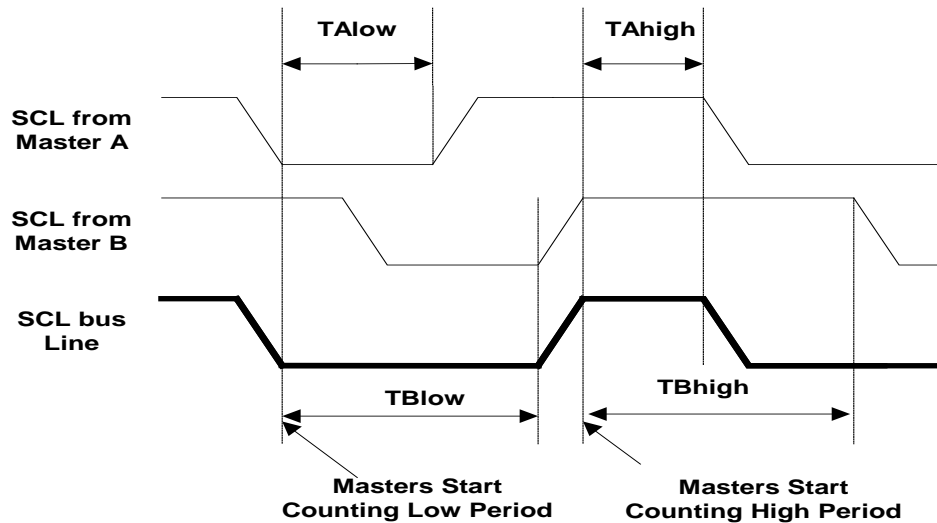 TAlow
TAhigh
SCL from
Master A
SCL from
Master B
SCL bus
Line
TBlow
TBhigh
Masters Start
Counting Low Period
Masters Start
Counting High Period